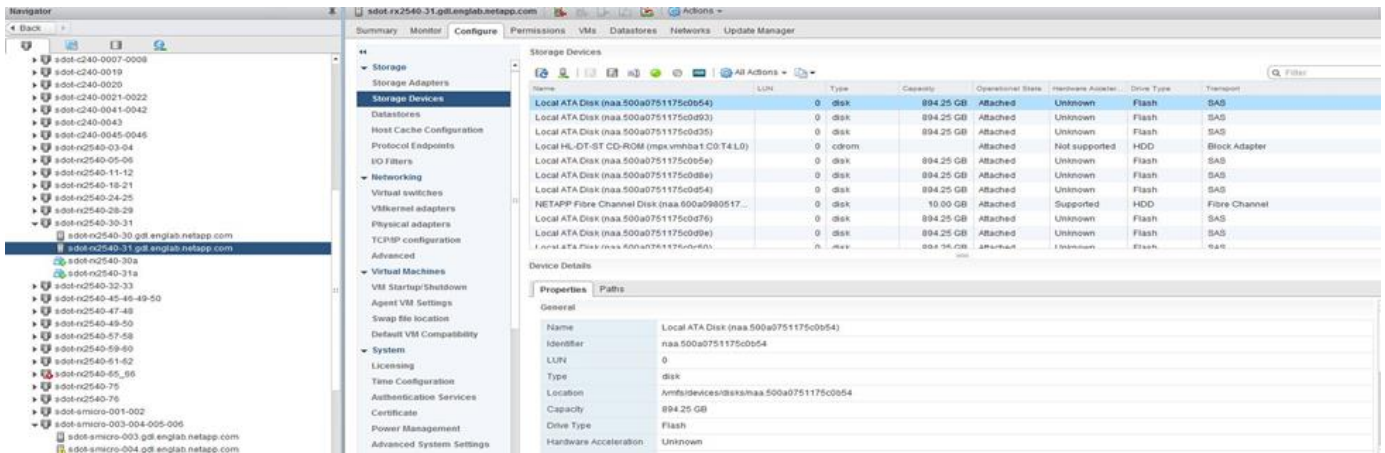 Navigator
Back
sdot-c240-0007-0008
sdot-c240-0019
sdot-c240-0020
sdot-c240-0021-0022
sdot-c240-0041-0042
sdot-c240-0043
sdot-c240-0045-0046
sdot-rx2540-03-04
sdot-rx2540-05-06
sdot-rx2540-11-12
sdot-rx2540-18-21
sdot-rx2540-24-25
sdot-rx2540-28-29
sdot-rx2540-30-31
sdot-rx2540-30.gdl.englab.netapp.com
sdot-rx2540-31.gdl.englab.netapp.com
sdot-rx2540-30a
sdot-rx2540-31a
sdot-rx2540-32-33
sdot-rx2540-45-46-49-50
sdot-rx2540-47-48
sdot-rx2540-49-50
sdot-rx2540-57-58
sdot-rx2540-59-60
sdot-rx2540-61-62
sdot-rx2540-65_66
sdot-rx2540-75
sdot-rx2540-76
sdot-smicro-001-002
sdot-smicro-003-004-005-006
sdot-smicro-003.gdl.englab.netapp.com
sdot-smicro-004.gdl.englab.netapp.com
sdot-rx2540-31.gdl.englab.netapp.com Actions
Summary Monitor Configure Permissions VMs Datastores Networks Update Manager
Storage
Storage Adapters
Storage Devices
Datastores
Host Cache Configuration
Protocol Endpoints
I/O Filters
Networking
Virtual switches
VMkernel adapters
Physical adapters
TCP/IP configuration
Advanced
Virtual Machines
VM Startup/Shutdown
Agent VM Settings
Swap file location
Default VM Compatibility
System
Licensing
Time Configuration
Authentication Services
Certificate
Power Management
Advanced System Settings
Storage Devices
All Actions Filter
Name LUN Type Capacity Operational State Hardware Acceler... Drive Type Transport
Local ATA Disk (naa.500a0751175c0b54) 0 disk 894.25 GB Attached Unknown Flash SAS
Local ATA Disk (naa.500a0751175c0d93) 0 disk 894.25 GB Attached Unknown Flash SAS
Local ATA Disk (naa.500a0751175c0d35) 0 disk 894.25 GB Attached Unknown Flash SAS
Local HL-DT-ST CD-ROM (mpx.vmhba1:C0:T4:L0) 0 cdrom Attached Not supported HDD Block Adapter
Local ATA Disk (naa.500a0751175c0b5e) 0 disk 894.25 GB Attached Unknown Flash SAS
Local ATA Disk (naa.500a0751175c0d8e) 0 disk 894.25 GB Attached Unknown Flash SAS
Local ATA Disk (naa.500a0751175c0d54) 0 disk 894.25 GB Attached Unknown Flash SAS
NETAPP Fibre Channel Disk (naa.600a0980517... 0 disk 10.00 GB Attached Supported HDD Fibre Channel
Local ATA Disk (naa.500a0751175c0d76) 0 disk 894.25 GB Attached Unknown Flash SAS
Local ATA Disk (naa.500a0751175c0d9e) 0 disk 894.25 GB Attached Unknown Flash SAS
Local ATA Disk 0 disk 894.25 GB Attached Unknown Flash SAS
Device Details
Properties Paths
General
Name Local ATA Disk (naa.500a0751175c0b54)
Identifier naa.500a0751175c0b54
LUN 0
Type disk
Location /vmfs/devices/disks/naa.500a0751175c0b54
Capacity 894.25 GB
Drive Type Flash
Hardware Acceleration Unknown